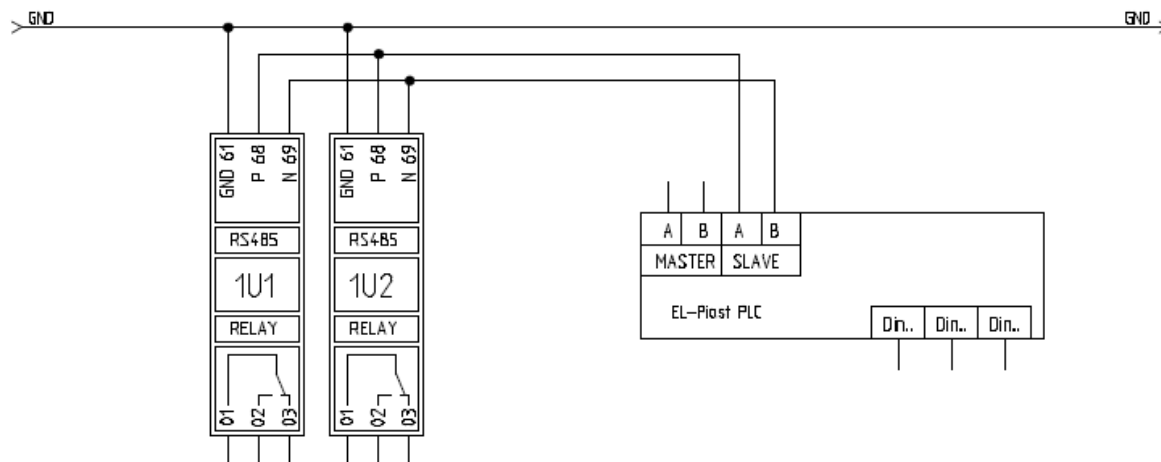 GND GND
GND 61 P 68 N 69 GND 61 P 68 N 69
A B A B
RS485 RS485
MASTER SLAVE
1U1 1U2
EL-Piast PLC
RELAY RELAY
Din.. Din.. Din..
01 02 03 01 02 03